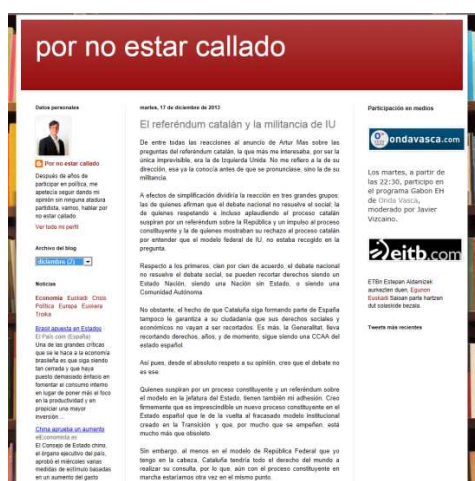 por no estar callado
Datos personales
Por no estar callado
Después de años de
participar en política, me
apetecía seguir dando mi
opinión sin ninguna atadura
partidista, vamos, hablar por
no estar callado.
Ver todo mi perfil
Archivo del blog
diciembre (2)
Noticias
Economía Euskadi Crisis
Política Europa Euskera
Estado
Brasil apuesta en Estados
El País.com (España)
Una de las grandes críticas
que se le hace a la economía
brasileña es que siga siendo
tan cerrada y que haya
puesto demasiado énfasis en
fomentar el consumo interno
en lugar de poner más el foco
en la productividad y en
propiciar una mayor
inversión ...
China aprueba un aumento
elEconomista.es
El Consejo de Estado chino,
el órgano ejecutivo del país,
aprobó el miércoles varias
medidas de estímulo basadas
en un aumento del gasto
martes, 17 de diciembre de 2013
El referéndum catalán y la militancia de IU
De entre todas las reacciones al anuncio de Artur Mas sobre las
preguntas del referéndum catalán, la que más me interesaba, por ser la
única imprevisible, era la de Izquierda Unida. No me refiero a la de su
dirección, que esa ya la conocía antes de que se pronunciase, sino la de su
militancia.
A efectos de simplificación dividiría la reacción en tres grandes grupos;
las de quienes afirman que el debate nacional no resuelve el social; la
de quienes respetando e incluso aplaudiendo el proceso catalán
suspiran por un referéndum sobre la República y un impulso al proceso
constituyente y la de quienes mostraban su rechazo al proceso catalán
por entender que el modelo federal de IU, no estaba recogido en la
pregunta.
Respecto a los primeros, cien por cien de acuerdo; el debate nacional
no resuelve el debate social, se pueden recortar derechos siendo un
Estado Nación, siendo una Nación sin Estado, o siendo una
Comunidad Autónoma.
No obstante, el hecho de que Cataluña siga formando parte de España
tampoco le garantiza a su ciudadanía que sus derechos sociales y
económicos no vayan a ser recortados. Es más, la Generalitat, lleva
recortando derechos, años, y de momento, sigue siendo una CCAA del
estado español.
Así pues, desde el absoluto respeto a su opinión, creo que el debate no
es ese.
Quienes suspiran por un proceso constituyente y un referéndum sobre
el modelo en la jefatura del Estado, tienen también mi adhesión. Creo
firmemente que es imprescindible un nuevo proceso constituyente en el
Estado español que le de la vuelta al fracasado modelo institucional
creado en la Transición y que, por mucho que se empeñen, está
mucho más que obsoleto.
Sin embargo, al menos en el modelo de República Federal que yo
tengo en la cabeza, Cataluña tendría todo el derecho del mundo a
realizar su consulta, por lo que, aún con el proceso constituyente en
marcha estaríamos otra vez en el mismo punto.
Participación en medios
ondavasca.com
Los martes, a partir de
las 22:30, participo en
el programa Gabon EH
de Onda Vasca,
moderado por Javier
Vizcaino.
eitb.com
ETBn Estepan Aldamizek
aurkezten duen, Egunon
Euskadi Saioan parte hartzen
dut solaskide bezala.
Tweets más recientes